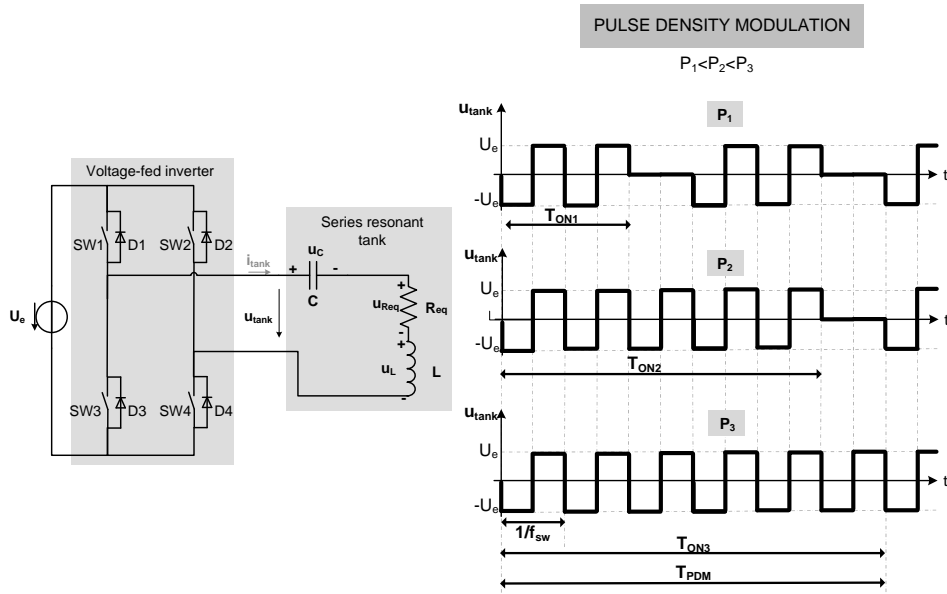 PULSE DENSITY MODULATION
P1<P2<P3
Voltage-fed inverter
SW1
D1
SW2
D2
SW3
D3
SW4
D4
Ue
itank
utank
Series resonant
tank
uC
+
-
C
+
uReq
Req
-
+
uL
L
-
utank
P1
Ue
-Ue
t
TON1
utank
P2
Ue
L
-Ue
t
TON2
utank
P3
Ue
-Ue
t
1/fsw
TON3
TPDM